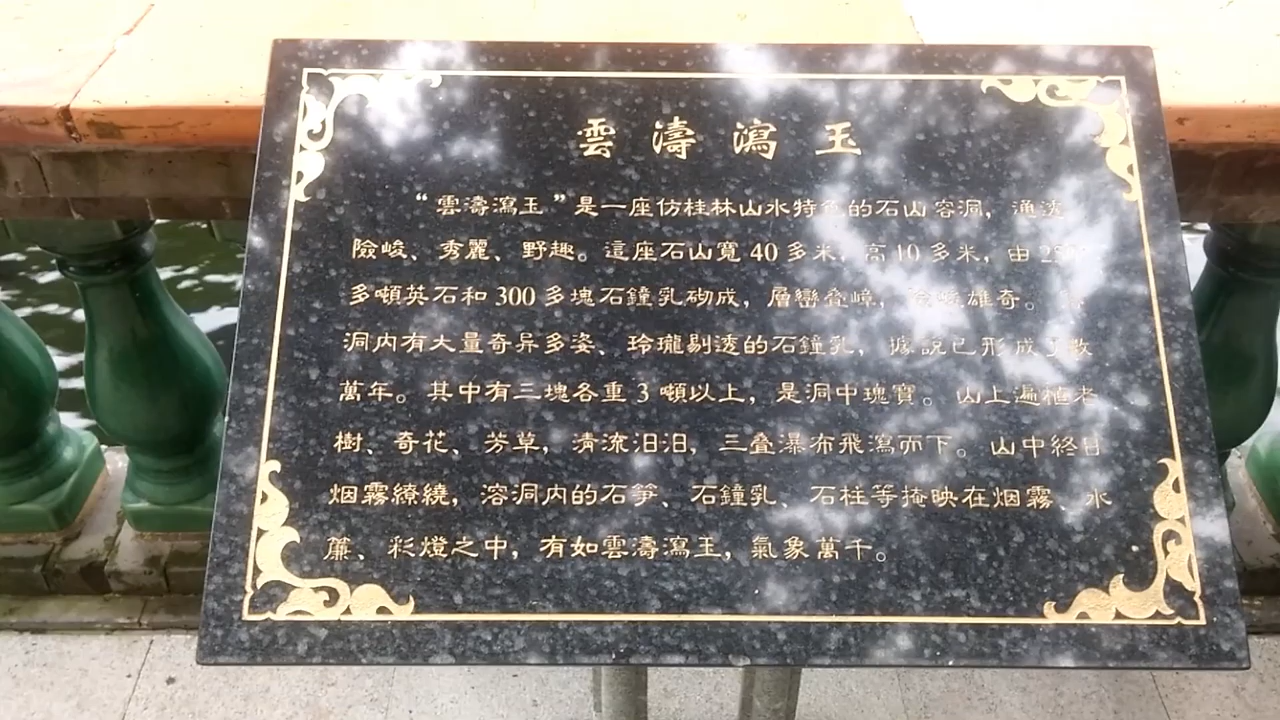 雲濤瀉玉
“雲濤瀉玉”是一座仿桂林山水特色的石山容洞，
險峻、秀麗、野趣。這座石山寬40多米，高10多米，由
多噸英石和300多塊石鐘乳砌成，層巒叠嶂，險峻雄奇。
洞内有大量奇异多姿、玲瓏剔透的石鐘乳，據説已形成了数
萬年。其中有三塊各重3噸以上，是洞中瑰寶。山上遍植老
樹、奇花、芳草，清流汩汩，三叠瀑布飛瀉而下。山中終日
烟霧繚繞，溶洞内的石笋、石鐘乳、石柱等掩映在烟霧、水
簾、彩燈之中，有如雲濤瀉玉，氣象萬千。